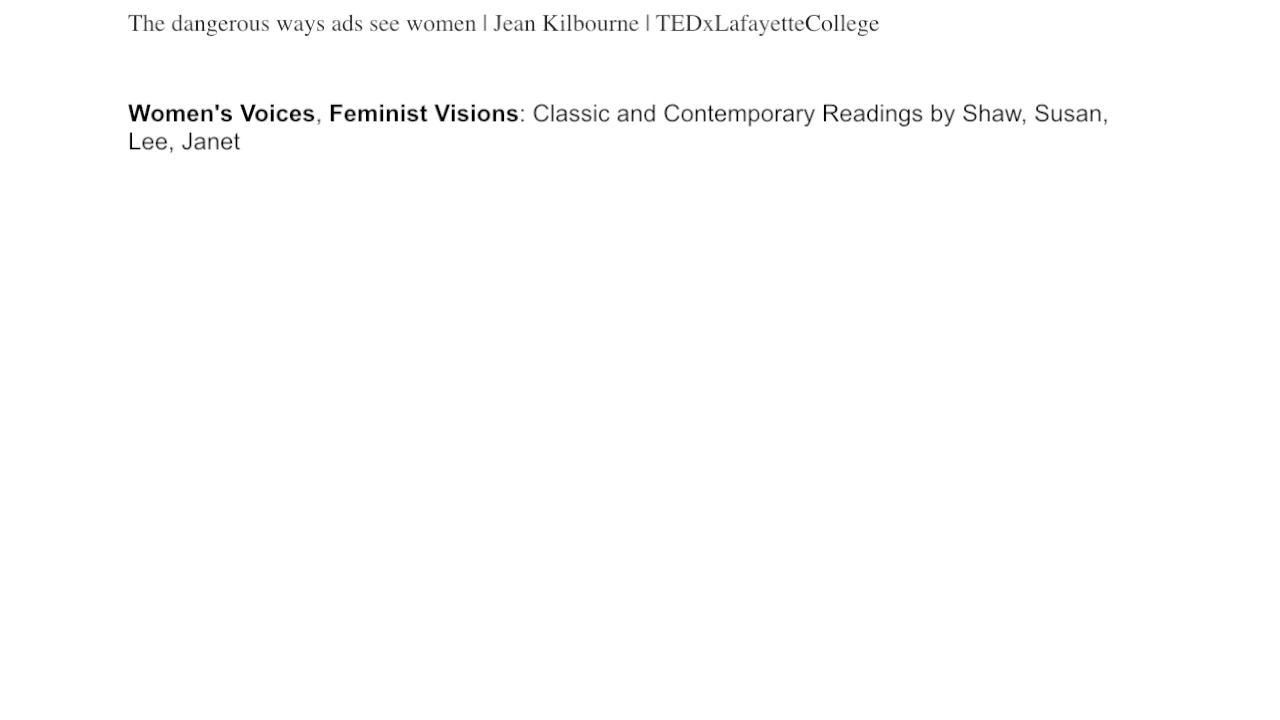 The dangerous ways ads see women | Jean Kilbourne | TEDxLafayetteCollege
Women's Voices, Feminist Visions: Classic and Contemporary Readings by Shaw, Susan,
Lee, Janet